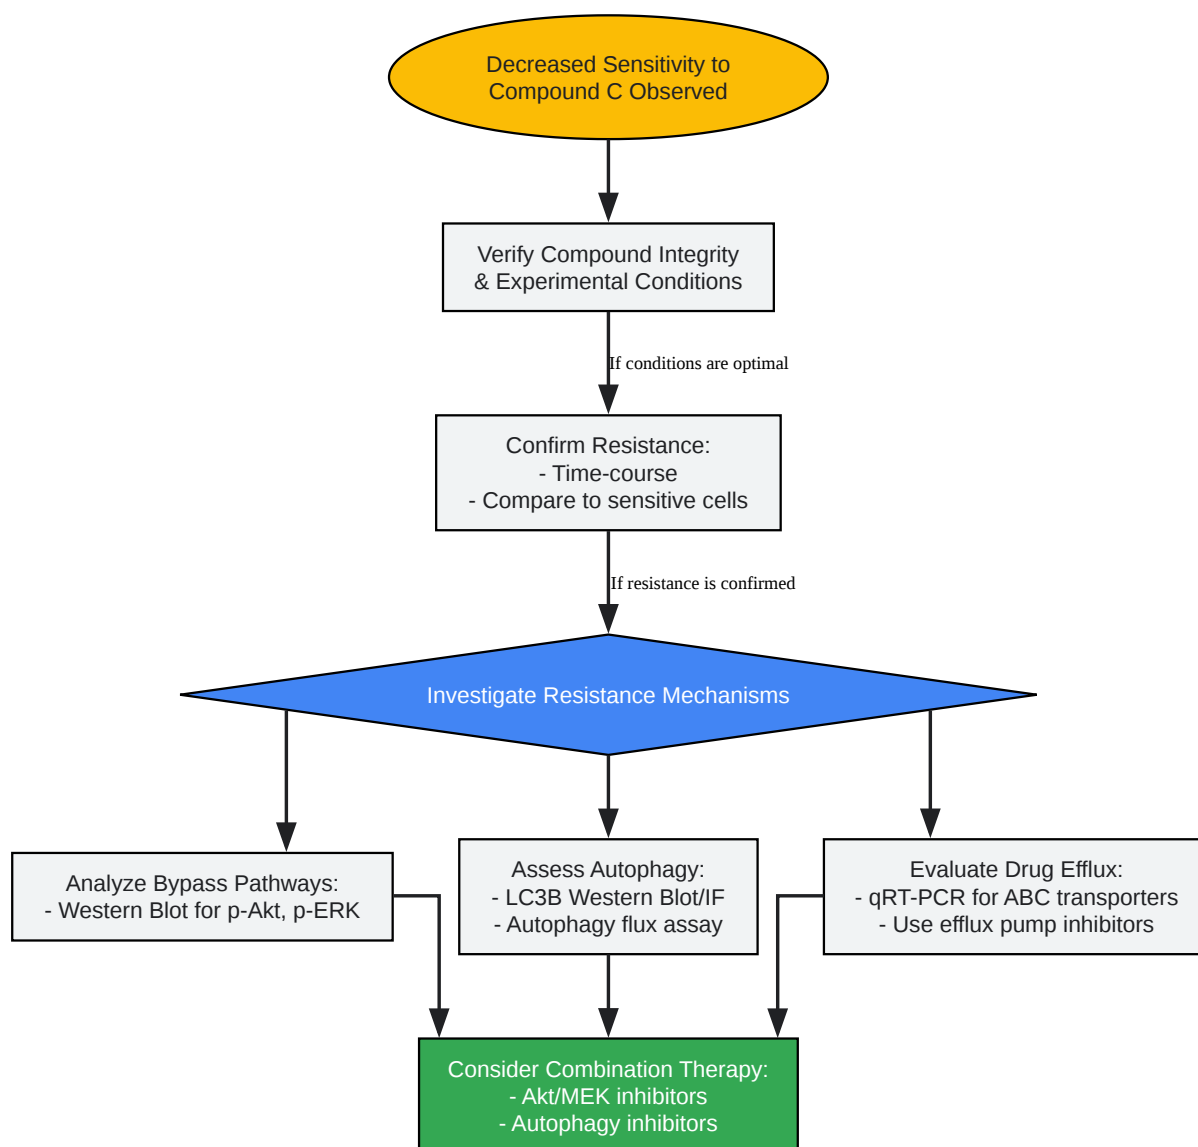 Decreased Sensitivity to
Compound C Observed
Verify Compound Integrity
& Experimental Conditions
If conditions are optimal
Confirm Resistance:
- Time-course
- Compare to sensitive cells
If resistance is confirmed
Investigate Resistance Mechanisms
Analyze Bypass Pathways:
- Western Blot for p-Akt, p-ERK
Assess Autophagy:
- LC3B Western Blot/IF
- Autophagy flux assay
Evaluate Drug Efflux:
- qRT-PCR for ABC transporters
- Use efflux pump inhibitors
Consider Combination Therapy:
- Akt/MEK inhibitors
- Autophagy inhibitors